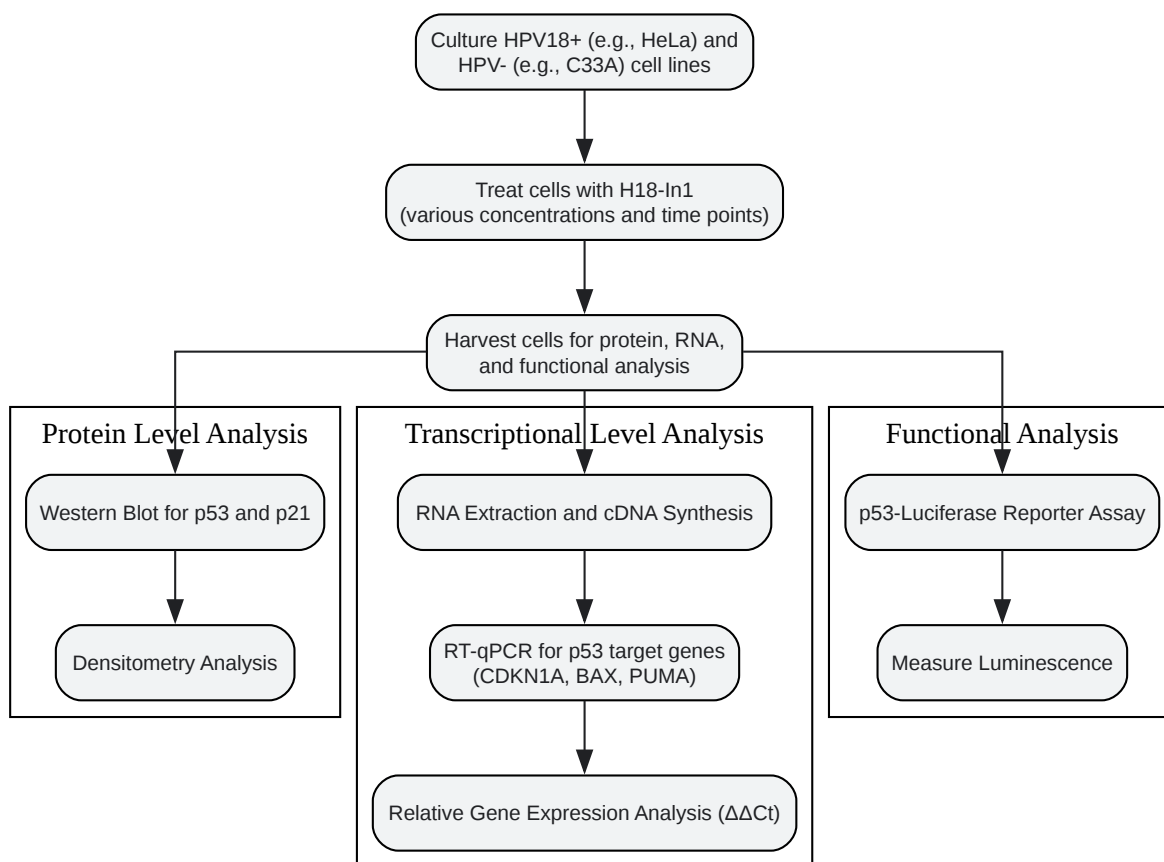 Culture HPV18+ (e.g., HeLa) and
HPV- (e.g., C33A) cell lines
Treat cells with H18-In1
(various concentrations and time points)
Harvest cells for protein, RNA,
and functional analysis
Protein Level Analysis
Western Blot for p53 and p21
Densitometry Analysis
Transcriptional Level Analysis
RNA Extraction and cDNA Synthesis
RT-qPCR for p53 target genes
(CDKN1A, BAX, PUMA)
Relative Gene Expression Analysis (ΔΔCt)
Functional Analysis
p53-Luciferase Reporter Assay
Measure Luminescence